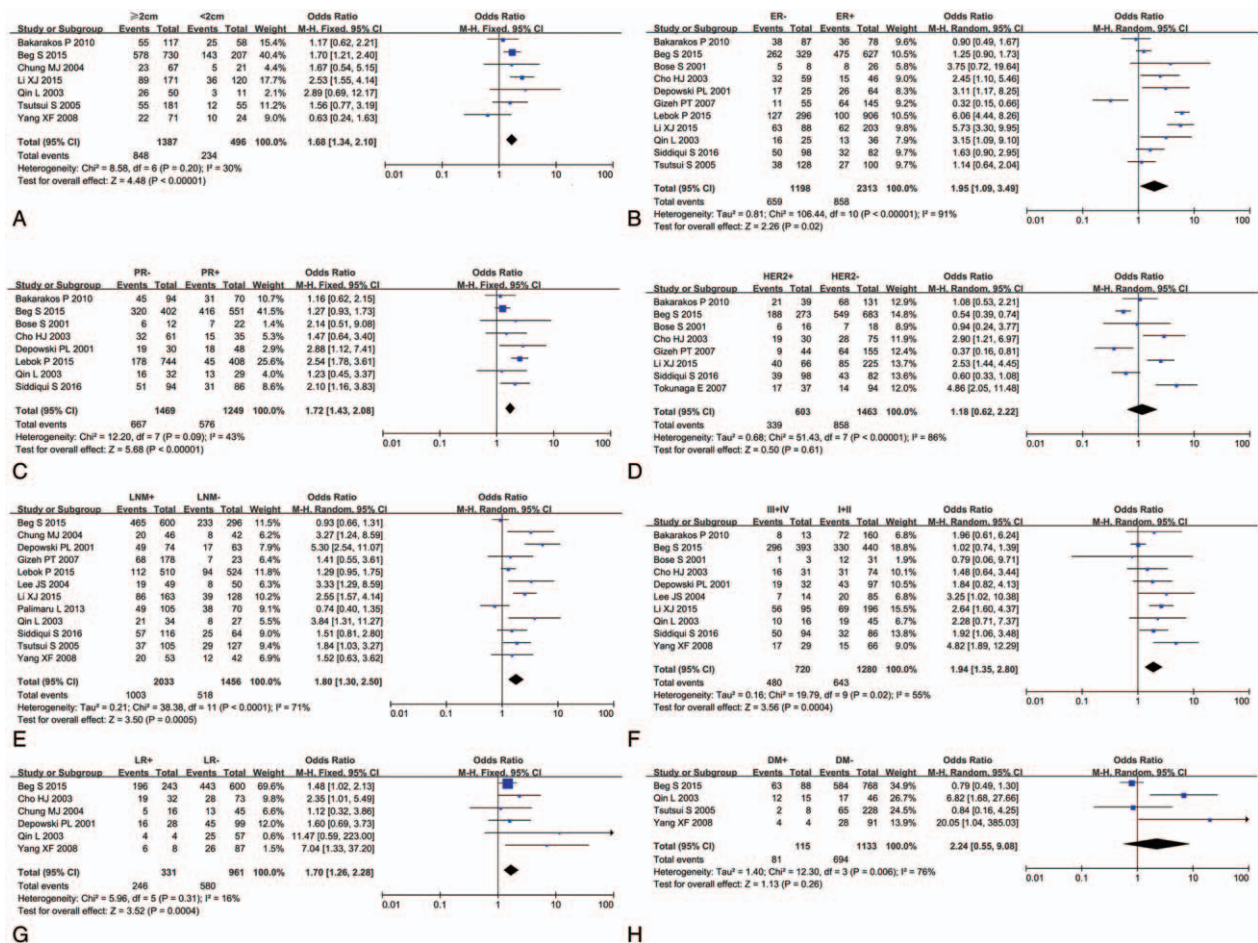 ≥2cm <2cm Odds Ratio Odds Ratio
Study or Subgroup Events Total Events Total Weight M-H. Fixed. 95% CI M-H. Fixed. 95% CI
Bakarakos P 2010 55 117 25 58 15.4% 1.17 [0.62, 2.21]
Beg S 2015 578 730 143 207 40.4% 1.70 [1.21, 2.40]
Chung MJ 2004 23 67 5 21 5.4% 1.67 [0.54, 5.15]
Li XJ 2015 89 171 36 120 20.6% 2.53 [1.55, 4.14]
Qin L 2003 26 50 3 11 2.4% 2.89 [0.69, 12.17]
Tsutsui S 2005 55 181 12 55 12.7% 1.56 [0.77, 3.19]
Yang XF 2008 22 71 10 24 9.0% 0.63 [0.24, 1.63]
Total (95% CI) 1387 496 100.0% 1.68 [1.34, 2.10]
Total events 848 234
Heterogeneity: Chi² = 8.58, df = 6 (P = 0.20); I² = 30%
Test for overall effect: Z = 4.48 (P < 0.00001)
0.01 0.1 1 10 100
A
ER- ER+ Odds Ratio Odds Ratio
Study or Subgroup Events Total Events Total Weight M-H. Random. 95% CI M-H. Random. 95% CI
Bakarakos P 2010 38 87 36 78 9.7% 0.90 [0.49, 1.67]
Beg S 2015 262 329 475 627 10.7% 1.25 [0.90, 1.73]
Bose S 2001 5 8 8 26 5.0% 3.75 [0.72, 19.64]
Cho HJ 2003 32 59 15 46 8.9% 2.45 [1.10, 5.46]
Depowski PL 2001 17 25 26 64 8.3% 3.11 [1.17, 8.25]
Gizeh PT 2007 11 55 64 145 9.2% 0.32 [0.15, 0.66]
Lebok P 2015 127 296 100 906 10.7% 6.06 [4.44, 8.26]
Li XJ 2015 63 88 62 203 10.0% 5.73 [3.30, 9.95]
Qin L 2003 16 25 13 36 8.0% 3.15 [1.09, 9.10]
Siddiqui S 2016 50 98 32 82 9.8% 1.63 [0.90, 2.95]
Tsutsui S 2005 38 128 27 100 9.7% 1.14 [0.64, 2.04]
Total (95% CI) 1198 2313 100.0% 1.95 [1.09, 3.49]
Total events 659 858
Heterogeneity: Tau² = 0.81; Chi² = 106.44, df = 10 (P < 0.00001); I² = 91%
Test for overall effect: Z = 2.26 (P = 0.02)
0.01 0.1 1 10 100
B
PR- PR+ Odds Ratio Odds Ratio
Study or Subgroup Events Total Events Total Weight M-H. Fixed. 95% CI M-H. Fixed. 95% CI
Bakarakos P 2010 45 94 31 70 10.7% 1.16 [0.62, 2.15]
Beg S 2015 320 402 416 551 41.1% 1.27 [0.93, 1.73]
Bose S 2001 6 12 7 22 1.4% 2.14 [0.51, 9.08]
Cho HJ 2003 32 61 15 35 5.3% 1.47 [0.64, 3.40]
Depowski PL 2001 19 30 18 48 2.9% 2.88 [1.12, 7.41]
Lebok P 2015 178 744 45 408 25.6% 2.54 [1.78, 3.61]
Qin L 2003 16 32 13 29 4.0% 1.23 [0.45, 3.37]
Siddiqui S 2016 51 94 31 86 8.9% 2.10 [1.16, 3.83]
Total (95% CI) 1469 1249 100.0% 1.72 [1.43, 2.08]
Total events 667 576
Heterogeneity: Chi² = 12.20, df = 7 (P = 0.09); I² = 43%
Test for overall effect: Z = 5.68 (P < 0.00001)
0.01 0.1 1 10 100
C
HER2+ HER2- Odds Ratio Odds Ratio
Study or Subgroup Events Total Events Total Weight M-H. Random. 95% CI M-H. Random. 95% CI
Bakarakos P 2010 21 39 68 131 12.9% 1.08 [0.53, 2.21]
Beg S 2015 188 273 549 683 15.1% 0.54 [0.39, 0.74]
Bose S 2001 6 16 7 18 9.0% 0.94 [0.24, 3.77]
Cho HJ 2003 19 30 28 75 11.9% 2.90 [1.21, 6.97]
Gizeh PT 2007 9 44 64 155 12.4% 0.37 [0.16, 0.81]
Li XJ 2015 40 66 85 225 14.1% 2.53 [1.44, 4.45]
Siddiqui S 2016 39 98 43 82 13.9% 0.60 [0.33, 1.08]
Tokunaga E 2007 17 37 14 94 12.0% 4.86 [2.05, 11.48]
Total (95% CI) 603 1463 100.0% 1.18 [0.62, 2.22]
Total events 339 858
Heterogeneity: Tau² = 0.68; Chi² = 51.43, df = 7 (P < 0.00001); I² = 86%
Test for overall effect: Z = 0.50 (P = 0.61)
0.01 0.1 1 10 100
D
LNM+ LNM- Odds Ratio Odds Ratio
Study or Subgroup Events Total Events Total Weight M-H. Random. 95% CI M-H. Random. 95% CI
Beg S 2015 465 600 233 296 11.5% 0.93 [0.66, 1.31]
Chung MJ 2004 20 46 8 42 6.2% 3.27 [1.24, 8.59]
Depowski PL 2001 49 74 17 63 7.9% 5.30 [2.54, 11.07]
Gizeh PT 2007 68 178 7 23 6.4% 1.41 [0.55, 3.61]
Lebok P 2015 112 510 94 524 11.8% 1.29 [0.95, 1.75]
Lee JS 2004 19 49 8 50 6.4% 3.33 [1.29, 8.59]
Li XJ 2015 86 163 39 128 10.1% 2.55 [1.57, 4.14]
Palimaru L 2013 49 105 38 70 9.0% 0.74 [0.40, 1.35]
Qin L 2003 21 34 8 27 5.6% 3.84 [1.31, 11.27]
Siddiqui S 2016 57 116 25 64 8.9% 1.51 [0.81, 2.80]
Tsutsui S 2005 37 105 29 127 9.3% 1.84 [1.03, 3.27]
Yang XF 2008 20 53 12 42 6.9% 1.52 [0.63, 3.62]
Total (95% CI) 2033 1456 100.0% 1.80 [1.30, 2.50]
Total events 1003 518
Heterogeneity: Tau² = 0.21; Chi² = 38.38, df = 11 (P < 0.0001); I² = 71%
Test for overall effect: Z = 3.50 (P = 0.0005)
0.01 0.1 1 10 100
E
III+IV I+II Odds Ratio Odds Ratio
Study or Subgroup Events Total Events Total Weight M-H. Random. 95% CI M-H. Random. 95% CI
Bakarakos P 2010 8 13 72 160 6.8% 1.96 [0.61, 6.24]
Beg S 2015 296 393 330 440 20.5% 1.02 [0.74, 1.39]
Bose S 2001 1 3 12 31 1.9% 0.79 [0.06, 9.71]
Cho HJ 2003 16 31 31 74 10.0% 1.48 [0.64, 3.44]
Depowski PL 2001 19 32 43 97 10.5% 1.84 [0.82, 4.13]
Lee JS 2004 7 14 20 85 6.9% 3.25 [1.02, 10.38]
Li XJ 2015 56 95 69 196 16.6% 2.64 [1.60, 4.37]
Qin L 2003 10 16 19 45 6.6% 2.28 [0.71, 7.37]
Siddiqui S 2016 50 94 32 86 14.5% 1.92 [1.06, 3.48]
Yang XF 2008 17 29 15 66 8.9% 4.82 [1.89, 12.29]
Total (95% CI) 720 1280 100.0% 1.94 [1.35, 2.80]
Total events 480 643
Heterogeneity: Tau² = 0.16; Chi² = 19.79, df = 9 (P = 0.02); I² = 55%
Test for overall effect: Z = 3.56 (P = 0.0004)
0.01 0.1 1 10 100
F
LR+ LR- Odds Ratio Odds Ratio
Study or Subgroup Events Total Events Total Weight M-H. Fixed. 95% CI M-H. Fixed. 95% CI
Beg S 2015 196 243 443 600 69.6% 1.48 [1.02, 2.13]
Cho HJ 2003 19 32 28 73 9.6% 2.35 [1.01, 5.49]
Chung MJ 2004 5 16 13 45 7.2% 1.12 [0.32, 3.86]
Depowski PL 2001 16 28 45 99 12.0% 1.60 [0.69, 3.73]
Qin L 2003 4 4 25 57 0.6% 11.47 [0.59, 223.00]
Yang XF 2008 6 8 26 87 1.5% 7.04 [1.33, 37.20]
Total (95% CI) 331 961 100.0% 1.70 [1.26, 2.28]
Total events 246 580
Heterogeneity: Chi² = 5.96, df = 5 (P = 0.31); I² = 16%
Test for overall effect: Z = 3.52 (P = 0.0004)
0.01 0.1 1 10 100
G
DM+ DM- Odds Ratio Odds Ratio
Study or Subgroup Events Total Events Total Weight M-H. Random. 95% CI M-H. Random. 95% CI
Beg S 2015 63 88 584 768 34.9% 0.79 [0.49, 1.30]
Qin L 2003 12 15 17 46 26.7% 6.82 [1.68, 27.66]
Tsutsui S 2005 2 8 65 228 24.5% 0.84 [0.16, 4.25]
Yang XF 2008 4 4 28 91 13.9% 20.05 [1.04, 385.03]
Total (95% CI) 115 1133 100.0% 2.24 [0.55, 9.08]
Total events 81 694
Heterogeneity: Tau² = 1.40; Chi² = 12.30, df = 3 (P = 0.006); I² = 76%
Test for overall effect: Z = 1.13 (P = 0.26)
0.01 0.1 1 10 100
H